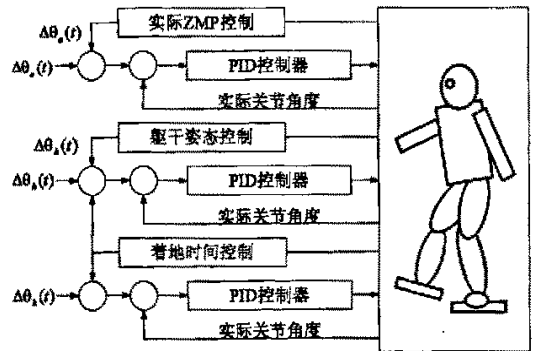 实际ZMP控制
Δθₐ(t)
Δθₐ(t)
PID控制器
实际关节角度
躯干姿态控制
Δθₕ(t)
Δθₕ(t)
PID控制器
实际关节角度
着地时间控制
Δθₖ(t)
PID控制器
实际关节角度